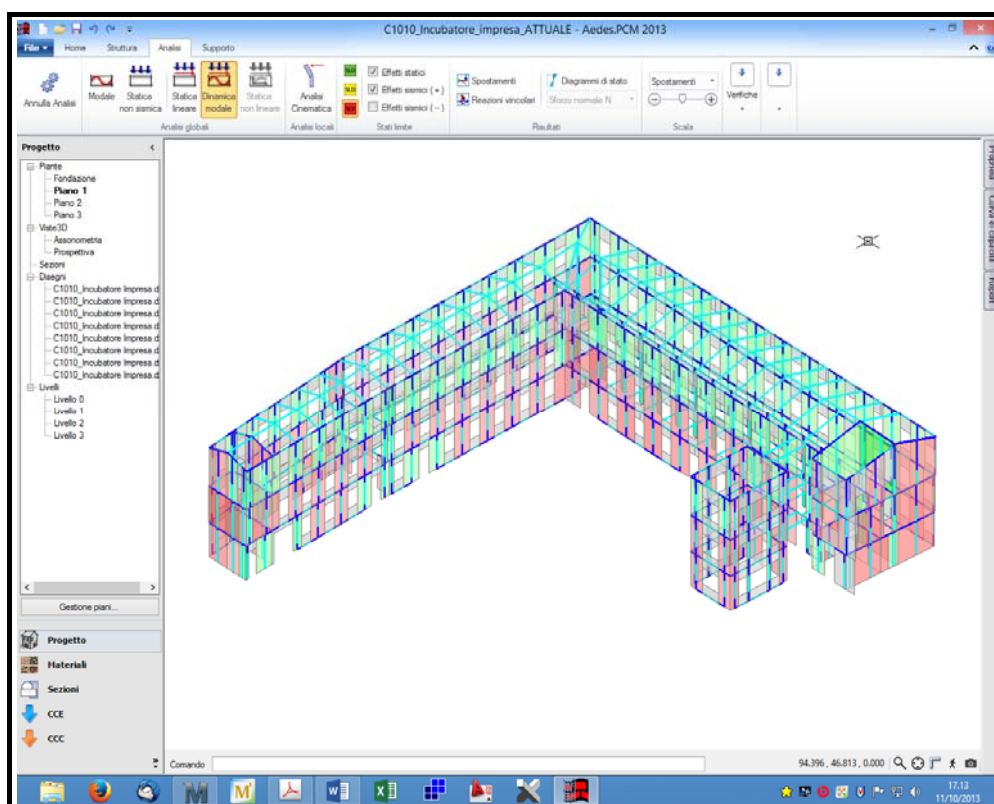 C1010_Incubatore_impresa_ATTUALE - Aedes.PCM 2013
File Home Struttura Analisi Supporto
Annulla Analisi
Modale
Statica non sismica
Statica lineare
Dinamica modale
Statica non lineare
Analisi globali
Analisi Cinematica
Analisi locali
Effetti statici
Effetti sismici (+)
Effetti sismici (-)
Stati limite
Spostamenti
Reazioni vincolari
Diagrammi di stato
Sforzo normale N
Risultati
Spostamenti
Scala
Verifiche
Progetto
Piante
Fondazione
Piano 1
Piano 2
Piano 3
Viste3D
Assonometria
Prospettiva
Sezioni
Disegni
C1010_Incubatore Impresa.d
C1010_Incubatore Impresa.d
C1010_Incubatore Impresa.d
C1010_Incubatore Impresa.d
C1010_Incubatore Impresa.d
C1010_Incubatore Impresa.d
C1010_Incubatore Impresa.d
C1010_Incubatore Impresa.d
Livelli
Livello 0
Livello 1
Livello 2
Livello 3
Gestione piani...
Progetto
Materiali
Sezioni
CCE
CCC
Proprietà
Curve di capacità
Report
Comando
94.396 , 46.813 , 0.000
17.13
11/10/2013